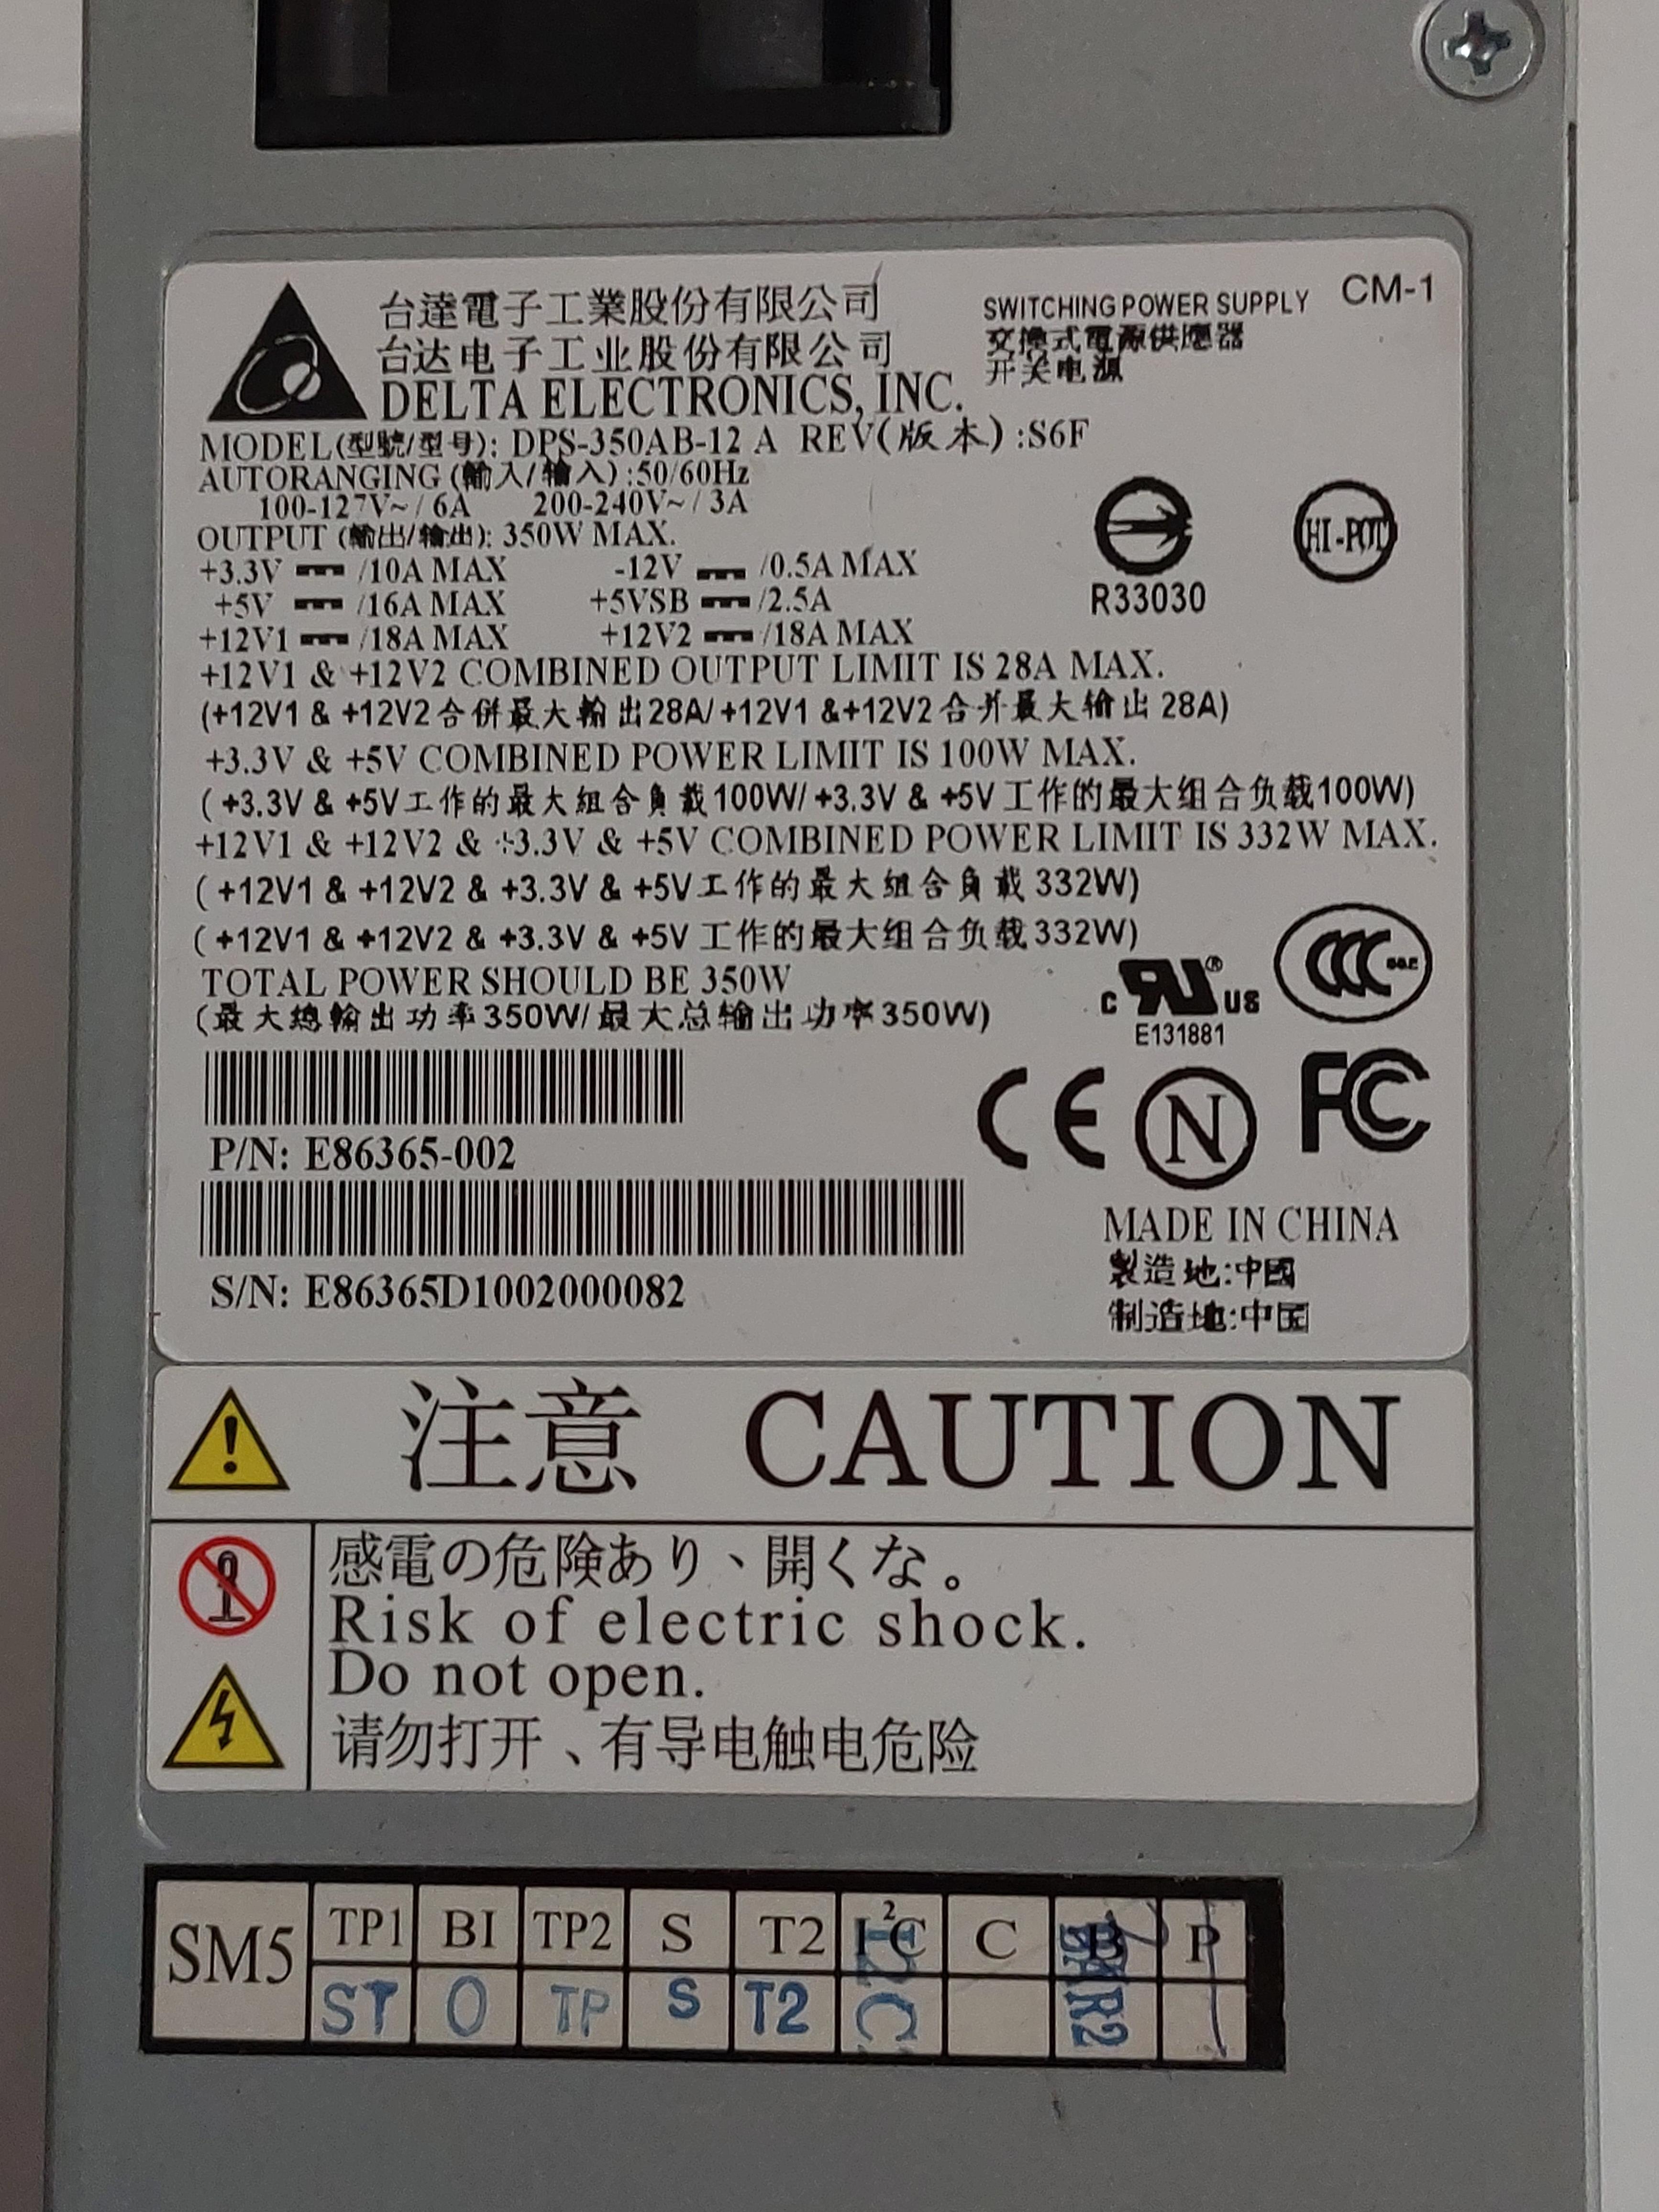 台達電子工業股份有限公司
台达电子工业股份有限公司
DELTA ELECTRONICS, INC.
SWITCHING POWER SUPPLY
交換式電源供應器
开关电源
CM-1
MODEL(型號/型号): DPS-350AB-12 A REV(版本) :S6F
AUTORANGING (輸入/输入) :50/60Hz
100-127V~/ 6A 200-240V~/ 3A
OUTPUT (輸出/输出): 350W MAX.
+3.3V ⎓ /10A MAX -12V ⎓ /0.5A MAX
+5V ⎓ /16A MAX +5VSB ⎓ /2.5A
+12V1 ⎓ /18A MAX +12V2 ⎓ /18A MAX
R33030
HI-POT
+12V1 & +12V2 COMBINED OUTPUT LIMIT IS 28A MAX.
(+12V1 & +12V2 合併最大輸出28A/ +12V1 &+12V2 合并最大输出 28A)
+3.3V & +5V COMBINED POWER LIMIT IS 100W MAX.
( +3.3V & +5V 工作的最大組合負載100W/ +3.3V & +5V 工作的最大组合负载100W)
+12V1 & +12V2 & +3.3V & +5V COMBINED POWER LIMIT IS 332W MAX.
( +12V1 & +12V2 & +3.3V & +5V 工作的最大組合負載 332W)
( +12V1 & +12V2 & +3.3V & +5V 工作的最大组合负载332W)
TOTAL POWER SHOULD BE 350W
(最大總輸出功率350W/ 最大总输出功率350W)
c RU® US
E131881
CCC S&E
CE N FC
P/N: E86365-002
S/N: E86365D1002000082
MADE IN CHINA
製造地:中國
制造地:中国
注意 CAUTION
感電の危険あり、開くな。
Risk of electric shock.
Do not open.
请勿打开、有导电触电危险
SM5 TP1 BI TP2 S T2 I²C C B P
ST O TP S T2 I2C R2